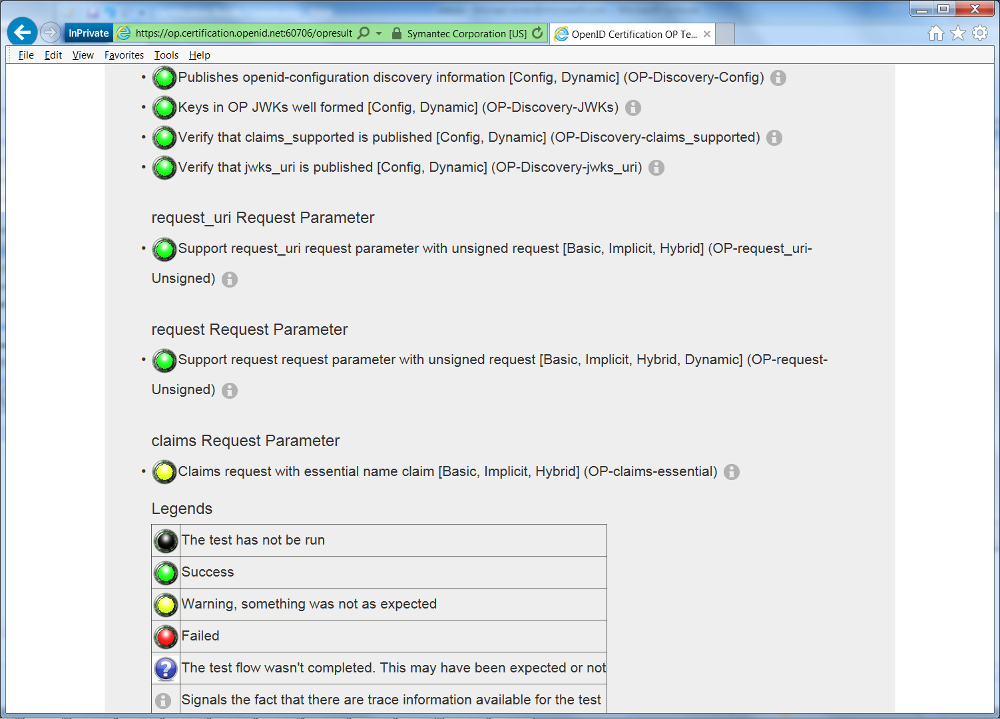 InPrivate https://op.certification.openid.net:60706/opresult Symantec Corporation [US] OpenID Certification OP Te...
File Edit View Favorites Tools Help
• Publishes openid-configuration discovery information [Config, Dynamic] (OP-Discovery-Config)
• Keys in OP JWKs well formed [Config, Dynamic] (OP-Discovery-JWKs)
• Verify that claims_supported is published [Config, Dynamic] (OP-Discovery-claims_supported)
• Verify that jwks_uri is published [Config, Dynamic] (OP-Discovery-jwks_uri)
request_uri Request Parameter
• Support request_uri request parameter with unsigned request [Basic, Implicit, Hybrid] (OP-request_uri-
Unsigned)
request Request Parameter
• Support request request parameter with unsigned request [Basic, Implicit, Hybrid, Dynamic] (OP-request-
Unsigned)
claims Request Parameter
• Claims request with essential name claim [Basic, Implicit, Hybrid] (OP-claims-essential)
Legends
The test has not be run
Success
Warning, something was not as expected
Failed
The test flow wasn't completed. This may have been expected or not
Signals the fact that there are trace information available for the test